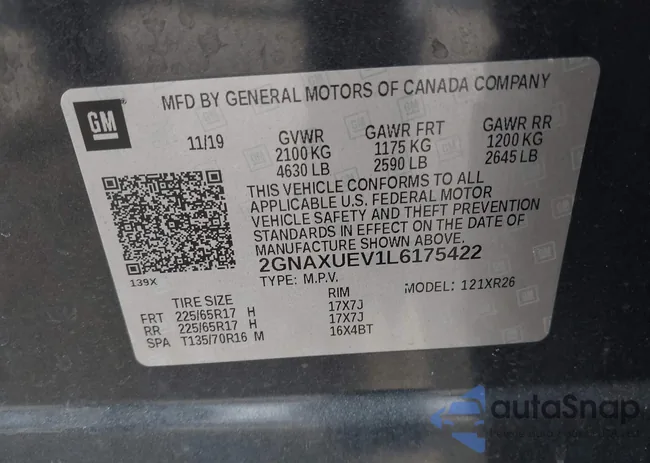 MFD BY GENERAL MOTORS OF CANADA COMPANY
GM
11/19 GVWR GAWR FRT GAWR RR
2100 KG 1175 KG 1200 KG
4630 LB 2590 LB 2645 LB
THIS VEHICLE CONFORMS TO ALL
APPLICABLE U.S. FEDERAL MOTOR
VEHICLE SAFETY AND THEFT PREVENTION
STANDARDS IN EFFECT ON THE DATE OF
MANUFACTURE SHOWN ABOVE.
2GNAXUEV1L6175422
139X
TYPE: M.P.V. MODEL: 121XR26
TIRE SIZE RIM
FRT 225/65R17 H 17X7J
RR 225/65R17 H 17X7J
SPA T135/70R16 M 16X4BT
autoSnap